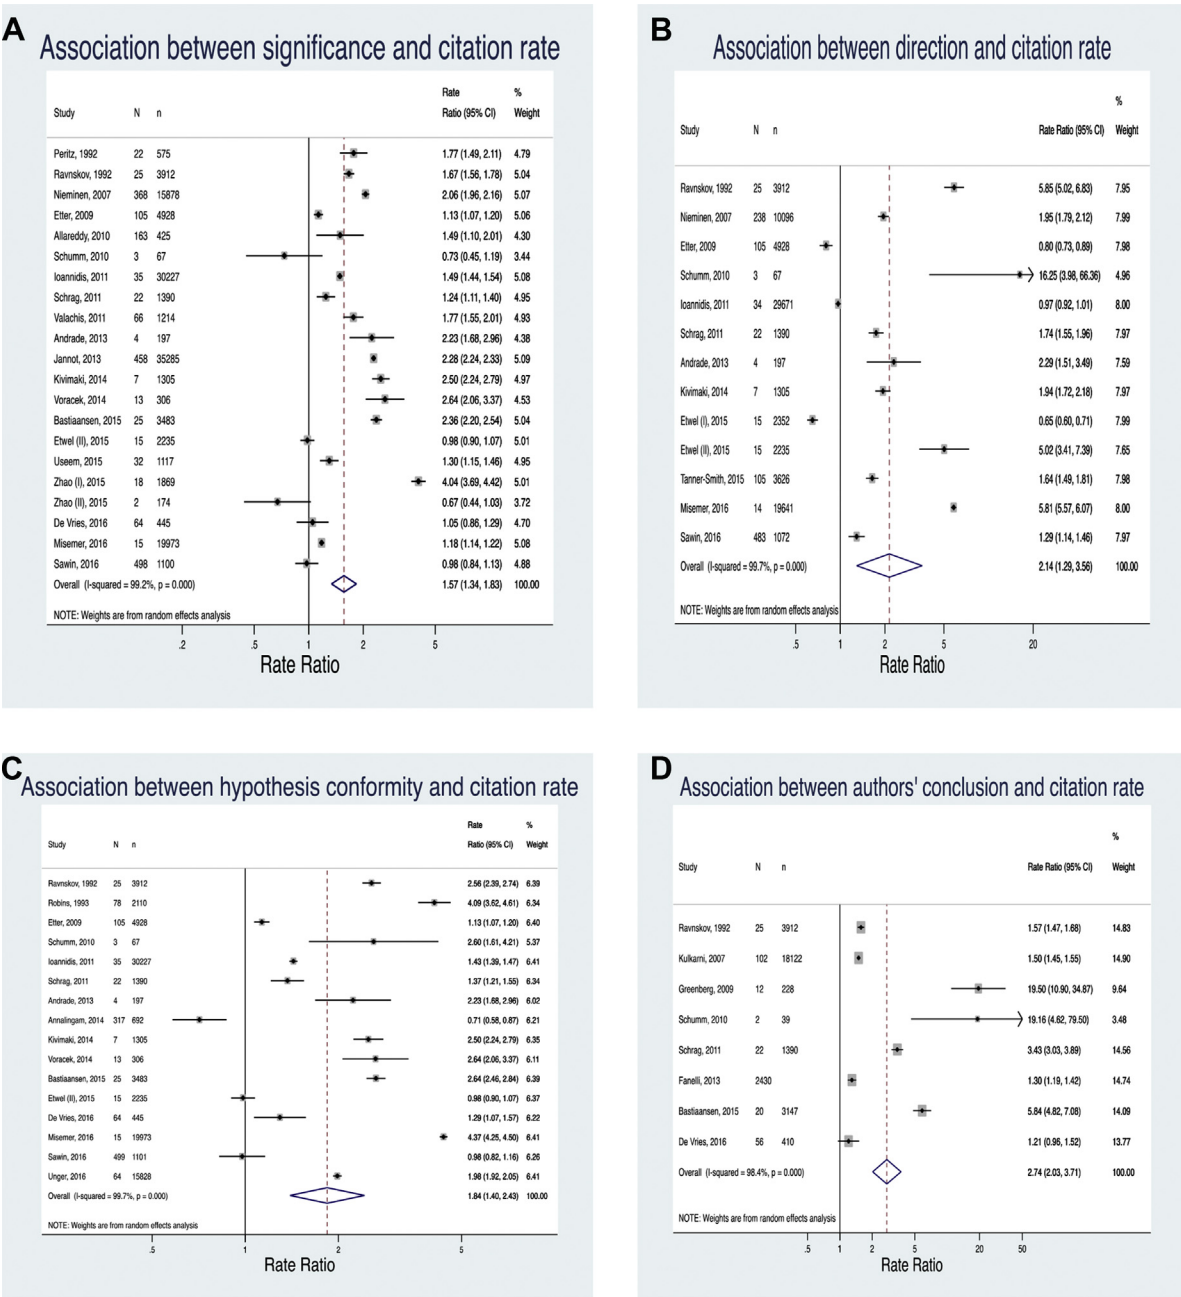 A
Association between significance and citation rate
Rate %
Study N n Ratio (95% CI) Weight
Peritz, 1992 22 575 1.77 (1.49, 2.11) 4.79
Ravnskov, 1992 25 3912 1.67 (1.56, 1.78) 5.04
Nieminen, 2007 368 15878 2.06 (1.96, 2.16) 5.07
Etter, 2009 105 4928 1.13 (1.07, 1.20) 5.06
Allareddy, 2010 163 425 1.49 (1.10, 2.01) 4.30
Schumm, 2010 3 67 0.73 (0.45, 1.19) 3.44
Ioannidis, 2011 35 30227 1.49 (1.44, 1.54) 5.08
Schrag, 2011 22 1390 1.24 (1.11, 1.40) 4.95
Valachis, 2011 66 1214 1.77 (1.55, 2.01) 4.93
Andrade, 2013 4 197 2.23 (1.68, 2.96) 4.38
Jannot, 2013 458 35285 2.28 (2.24, 2.33) 5.09
Kivimaki, 2014 7 1305 2.50 (2.24, 2.79) 4.97
Voracek, 2014 13 306 2.64 (2.06, 3.37) 4.53
Bastiaansen, 2015 25 3483 2.36 (2.20, 2.54) 5.04
Etwel (II), 2015 15 2235 0.98 (0.90, 1.07) 5.01
Useem, 2015 32 1117 1.30 (1.15, 1.46) 4.95
Zhao (I), 2015 18 1869 4.04 (3.69, 4.42) 5.01
Zhao (II), 2015 2 174 0.67 (0.44, 1.03) 3.72
De Vries, 2016 64 445 1.05 (0.86, 1.29) 4.70
Misemer, 2016 15 19973 1.18 (1.14, 1.22) 5.08
Sawin, 2016 498 1100 0.98 (0.84, 1.13) 4.88
Overall (I-squared = 99.2%, p = 0.000) 1.57 (1.34, 1.83) 100.00
NOTE: Weights are from random effects analysis
.2 .5 1 2 5
Rate Ratio
B
Association between direction and citation rate
%
Study N n Rate Ratio (95% CI) Weight
Ravnskov, 1992 25 3912 5.85 (5.02, 6.83) 7.95
Nieminen, 2007 238 10096 1.95 (1.79, 2.12) 7.99
Etter, 2009 105 4928 0.80 (0.73, 0.89) 7.98
Schumm, 2010 3 67 16.25 (3.98, 66.36) 4.96
Ioannidis, 2011 34 29671 0.97 (0.92, 1.01) 8.00
Schrag, 2011 22 1390 1.74 (1.55, 1.96) 7.97
Andrade, 2013 4 197 2.29 (1.51, 3.49) 7.59
Kivimaki, 2014 7 1305 1.94 (1.72, 2.18) 7.97
Etwel (I), 2015 15 2352 0.65 (0.60, 0.71) 7.99
Etwel (II), 2015 15 2235 5.02 (3.41, 7.39) 7.65
Tanner-Smith, 2015 105 3626 1.64 (1.49, 1.81) 7.98
Misemer, 2016 14 19641 5.81 (5.57, 6.07) 8.00
Sawin, 2016 483 1072 1.29 (1.14, 1.46) 7.97
Overall (I-squared = 99.7%, p = 0.000) 2.14 (1.29, 3.56) 100.00
NOTE: Weights are from random effects analysis
.5 1 2 5 20
Rate Ratio
C
Association between hypothesis conformity and citation rate
Rate %
Study N n Ratio (95% CI) Weight
Ravnskov, 1992 25 3912 2.56 (2.39, 2.74) 6.39
Robins, 1993 78 2110 4.09 (3.62, 4.61) 6.34
Etter, 2009 105 4928 1.13 (1.07, 1.20) 6.40
Schumm, 2010 3 67 2.60 (1.61, 4.21) 5.37
Ioannidis, 2011 35 30227 1.43 (1.39, 1.47) 6.41
Schrag, 2011 22 1390 1.37 (1.21, 1.55) 6.34
Andrade, 2013 4 197 2.23 (1.68, 2.96) 6.02
Annalingam, 2014 317 692 0.71 (0.58, 0.87) 6.21
Kivimaki, 2014 7 1305 2.50 (2.24, 2.79) 6.35
Voracek, 2014 13 306 2.64 (2.06, 3.37) 6.11
Bastiaansen, 2015 25 3483 2.64 (2.46, 2.84) 6.39
Etwel (II), 2015 15 2235 0.98 (0.90, 1.07) 6.37
De Vries, 2016 64 445 1.29 (1.07, 1.57) 6.22
Misemer, 2016 15 19973 4.37 (4.25, 4.50) 6.41
Sawin, 2016 499 1101 0.98 (0.82, 1.16) 6.26
Unger, 2016 64 15828 1.98 (1.92, 2.05) 6.41
Overall (I-squared = 99.7%, p = 0.000) 1.84 (1.40, 2.43) 100.00
NOTE: Weights are from random effects analysis
.5 1 2 5
Rate Ratio
D
Association between authors' conclusion and citation rate
%
Study N n Rate Ratio (95% CI) Weight
Ravnskov, 1992 25 3912 1.57 (1.47, 1.68) 14.83
Kulkarni, 2007 102 18122 1.50 (1.45, 1.55) 14.90
Greenberg, 2009 12 228 19.50 (10.90, 34.87) 9.64
Schumm, 2010 2 39 19.16 (4.62, 79.50) 3.48
Schrag, 2011 22 1390 3.43 (3.03, 3.89) 14.56
Fanelli, 2013 2430 1.30 (1.19, 1.42) 14.74
Bastiaansen, 2015 20 3147 5.84 (4.82, 7.08) 14.09
De Vries, 2016 56 410 1.21 (0.96, 1.52) 13.77
Overall (I-squared = 98.4%, p = 0.000) 2.74 (2.03, 3.71) 100.00
NOTE: Weights are from random effects analysis
.5 1 2 5 20 50
Rate Ratio